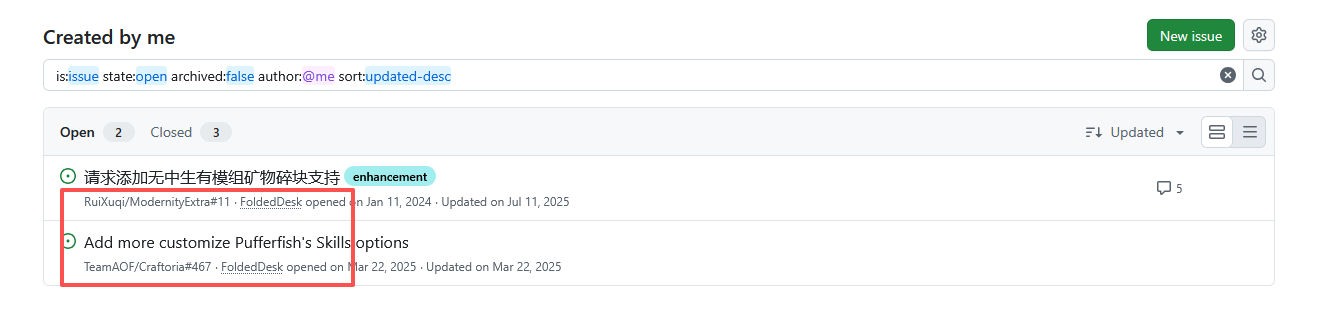 Created by me
New issue
is:issue state:open archived:false author:@me sort:updated-desc
Open 2 Closed 3 Updated
请求添加无中生有模组矿物碎块支持 enhancement
5
RuiXuqi/ModernityExtra#11 · FoldedDesk opened on Jan 11, 2024 · Updated on Jul 11, 2025
Add more customize Pufferfish's Skills options
TeamAOF/Craftoria#467 · FoldedDesk opened on Mar 22, 2025 · Updated on Mar 22, 2025